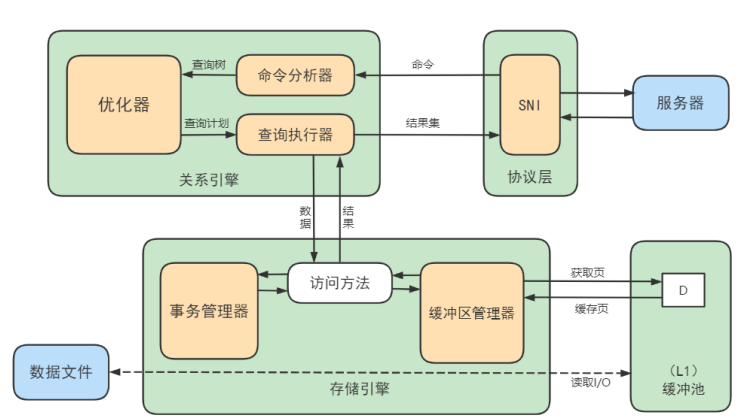 查询树
命令
优化器
命令分析器
SNI
服务器
查询计划
查询执行器
结果集
关系引擎
协议层
数
据
结
果
访问方法
获取页
事务管理器
缓冲区管理器
D
缓存页
数据文件
读取I/O
(L1)
缓冲池
存储引擎